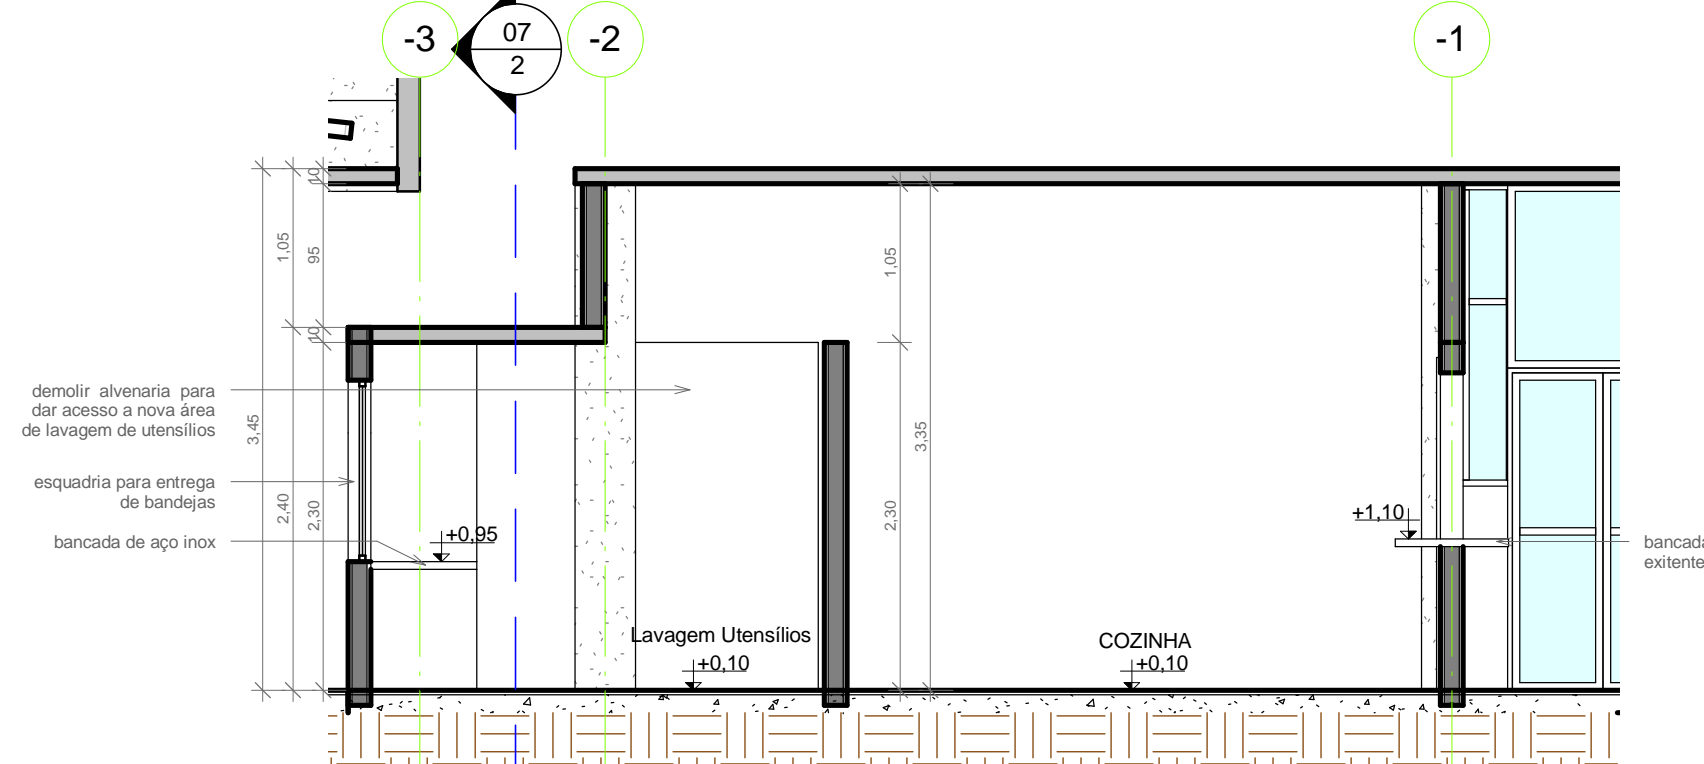 -3
07
2
-2
-1
10
1,05
95
10
3,45
2,40
2,30
1,05
3,35
2,30
demolir alvenaria para
dar acesso a nova área
de lavagem de utensílios
esquadria para entrega
de bandejas
bancada de aço inox
+0,95
+1,10
bancada
exitente
Lavagem Utensílios
+0,10
COZINHA
+0,10